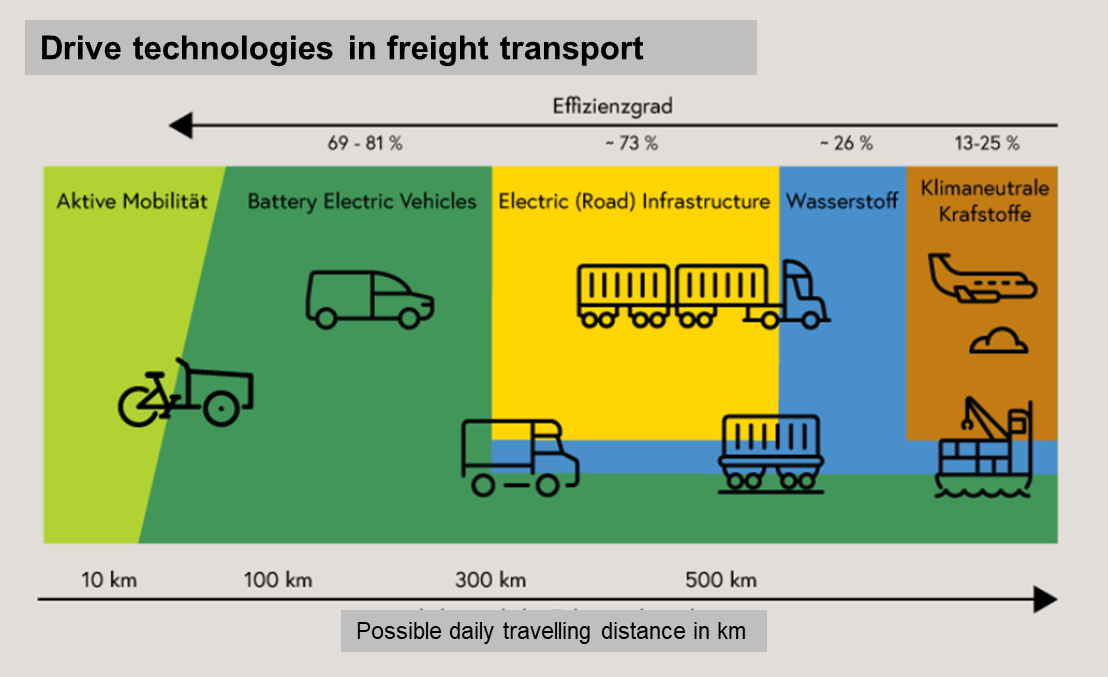 Drive technologies in freight transport
Effizienzgrad
69 - 81 %
~ 73 %
~ 26 %
13-25 %
Aktive Mobilität
Battery Electric Vehicles
Electric (Road) Infrastructure
Wasserstoff
Klimaneutrale
Krafstoffe
10 km
100 km
300 km
500 km
Possible daily travelling distance in km